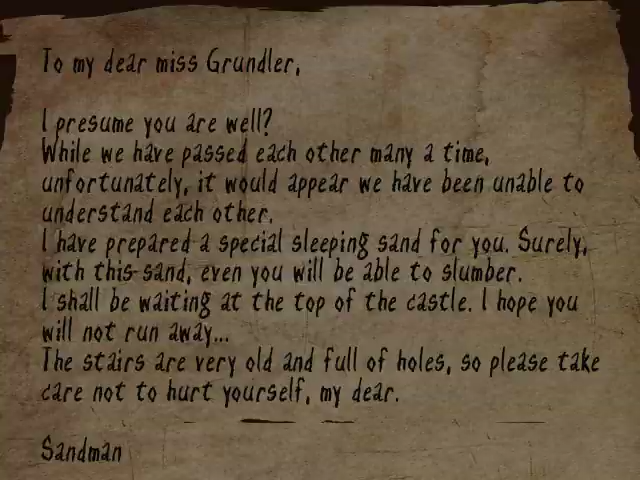 To my dear miss Grundler,
I presume you are well?
While we have passed each other many a time,
unfortunately, it would appear we have been unable to
understand each other.
I have prepared a special sleeping sand for you. Surely,
with this sand, even you will be able to slumber.
I shall be waiting at the top of the castle. I hope you
will not run away...
The stairs are very old and full of holes, so please take
care not to hurt yourself, my dear.
Sandman